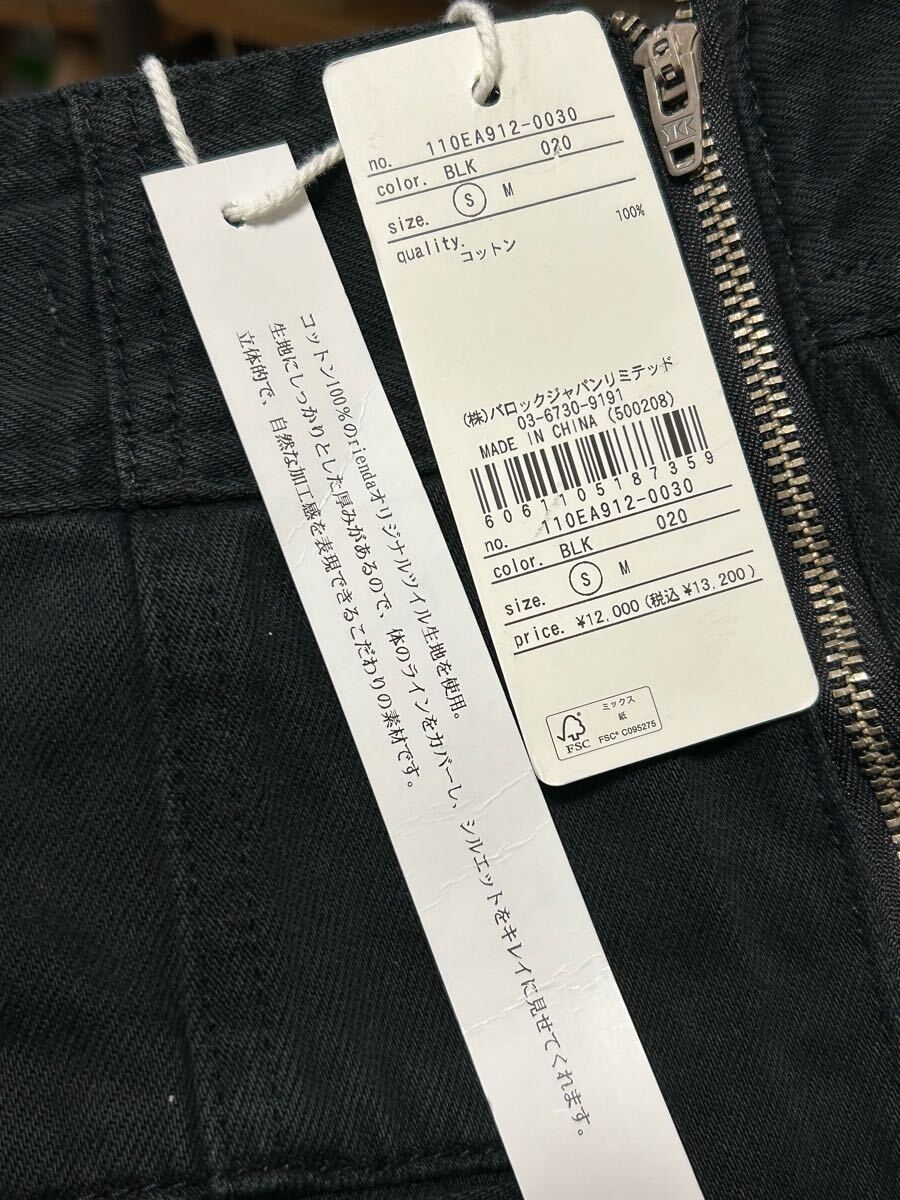 no. 110EA912-0030
color. BLK 020
size. S M
quality. 100%
コットン
(株)バロックジャパンリミテッド
03-6730-9191
MADE IN CHINA (500208)
6061105187359
no. 110EA912-0030
color. BLK 020
size. S M
price. ¥12,000(税込¥13,200)
ミックス
紙
FSC
FSC® C095275
コットン100%のriendaオリジナルツイル生地を使用。
生地にしっかりとした厚みがあるので、体のラインをカバーし、シルエットをキレイに見せてくれます。
立体的で、自然な加工感を表現できるこだわりの素材です。
YKK